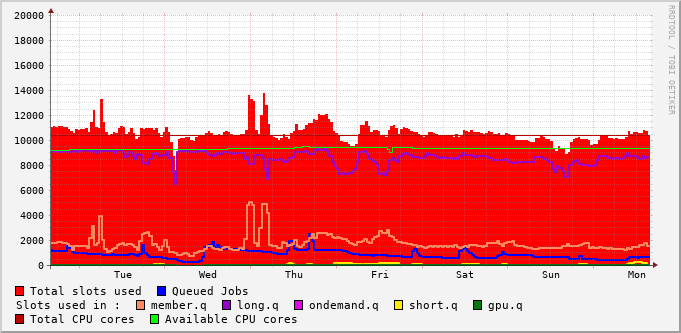 20000
18000
16000
14000
12000
10000
8000
6000
4000
2000
0
Tue Wed Thu Fri Sat Sun Mon
Total slots used Queued Jobs
Slots used in : member.q long.q ondemand.q short.q gpu.q
Total CPU cores Available CPU cores
RRDTOOL / TOBI OETIKER